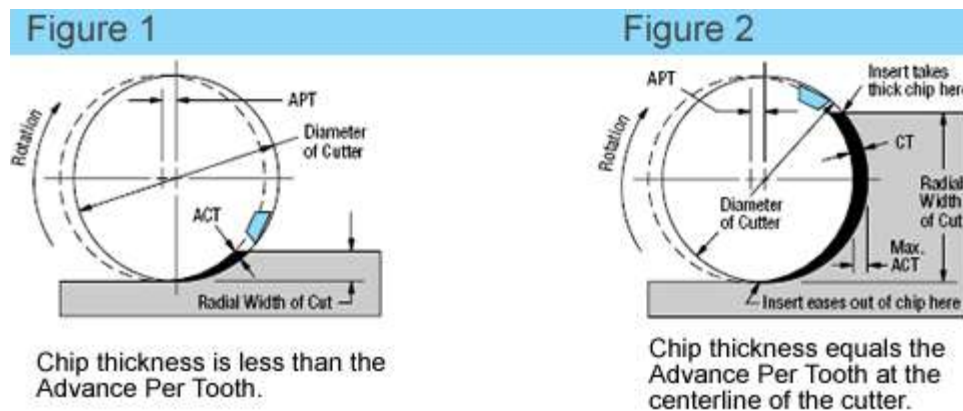 Figure 1
Figure 2
APT
Rotation
Diameter
of Cutter
ACT
Radial Width of Cut
Chip thickness is less than the
Advance Per Tooth.
APT
Insert takes
thick chip here
Rotation
CT
Radial
Width
of Cut
Diameter
of Cutter
Max.
ACT
Insert eases out of chip here
Chip thickness equals the
Advance Per Tooth at the
centerline of the cutter.